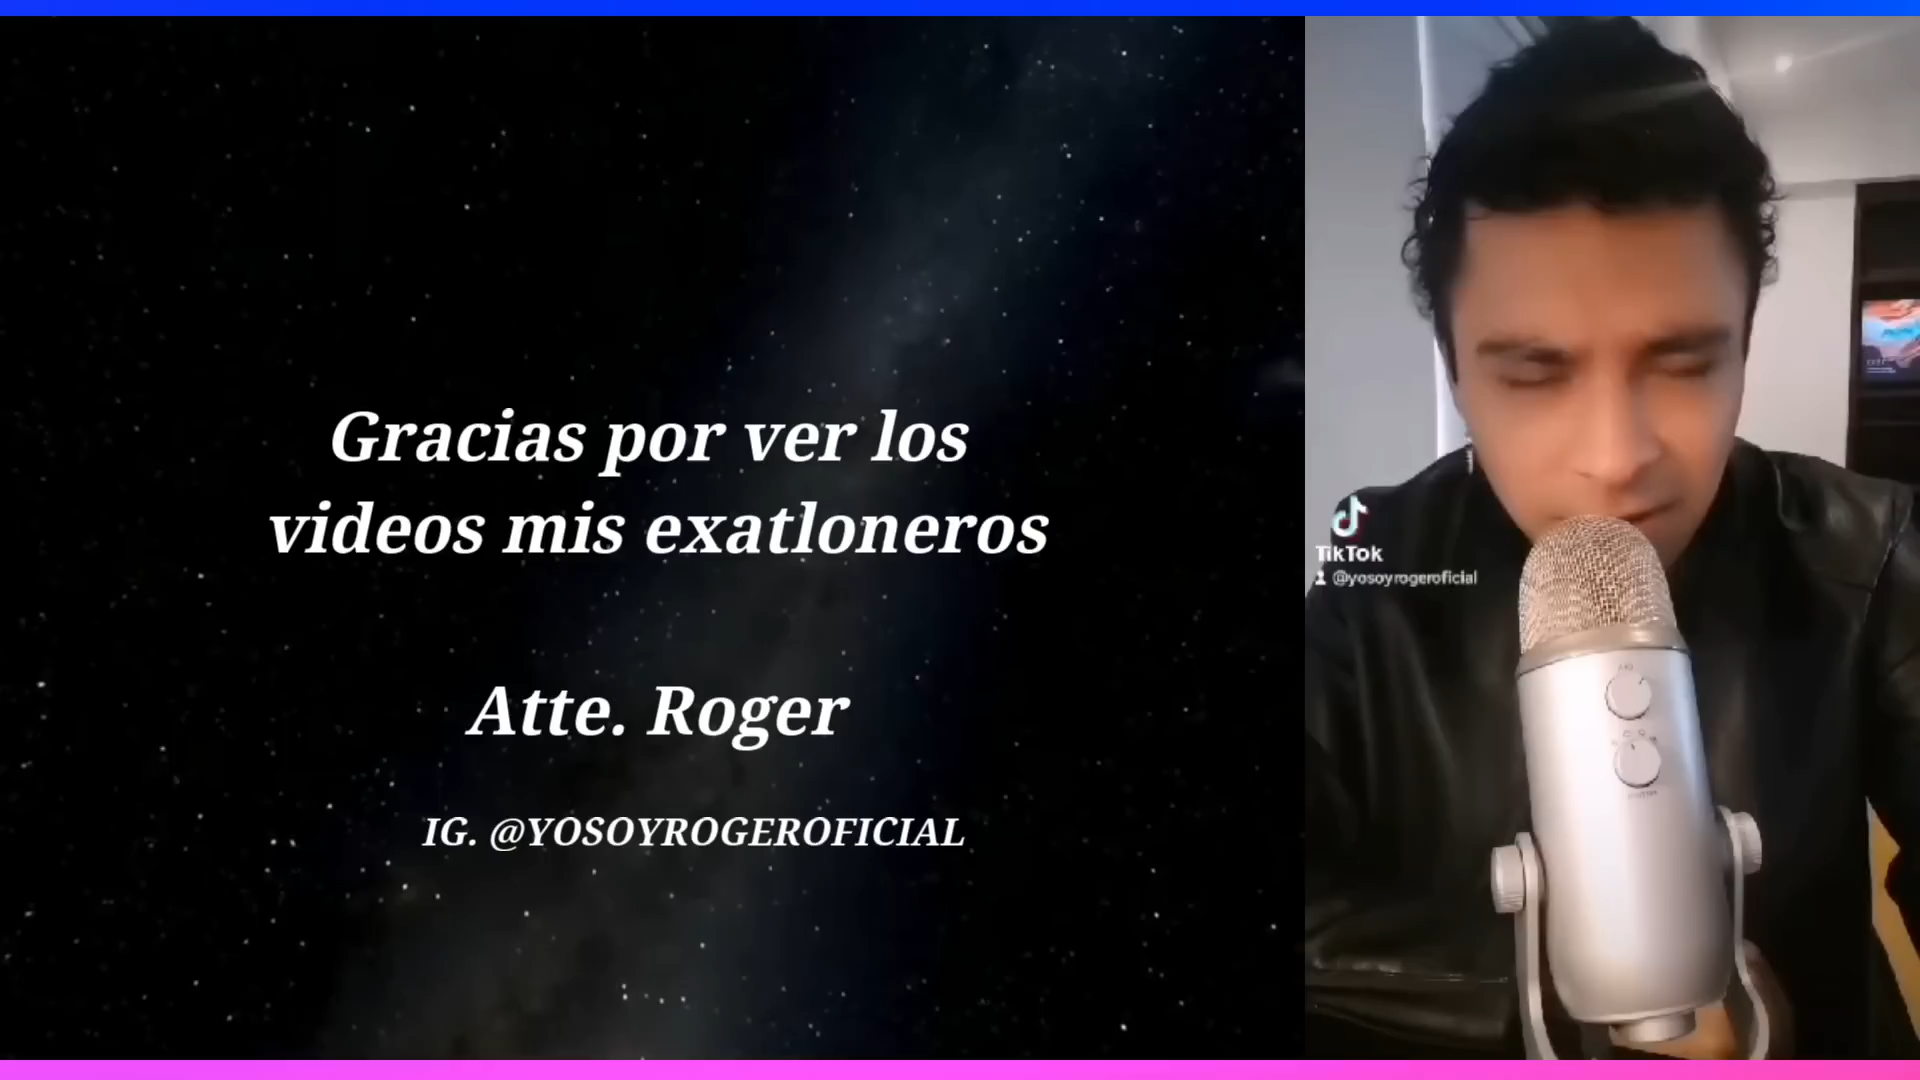 Gracias por ver los
videos mis exatloneros
Atte. Roger
IG. @YOSOYROGEROFICIAL
TikTok
@yosoyrogeroficial